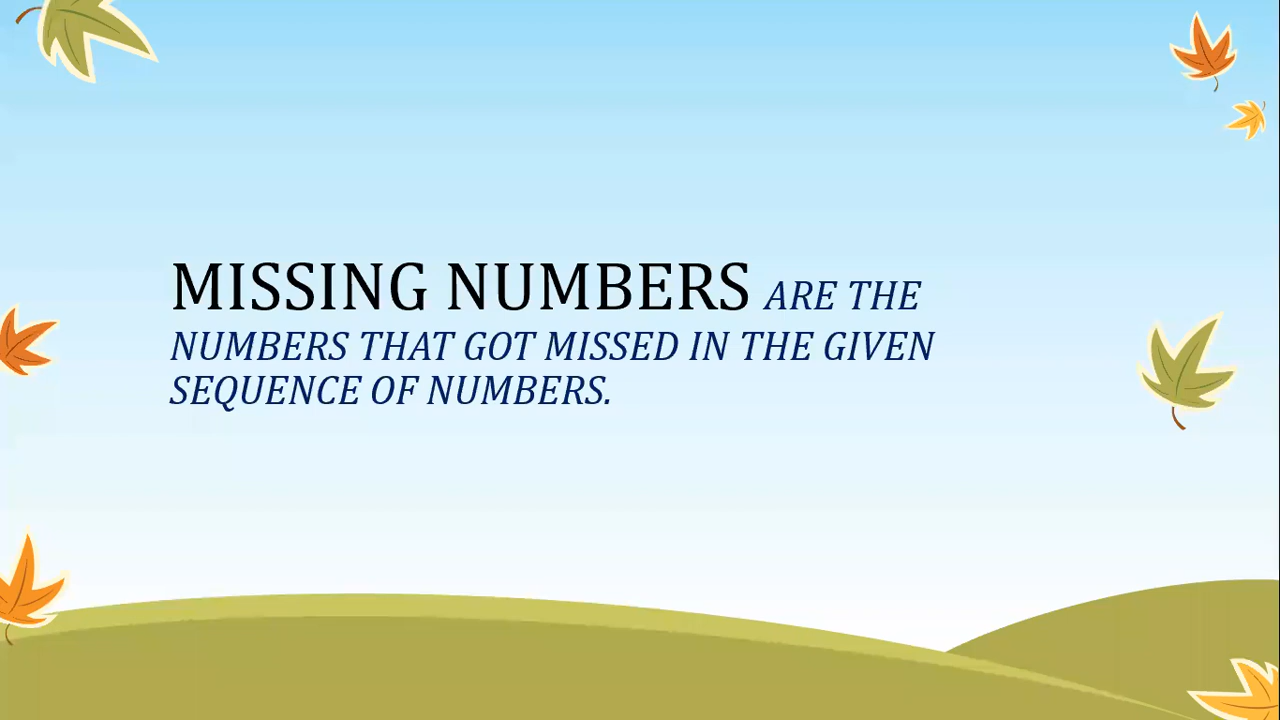 MISSING NUMBERS ARE THE
NUMBERS THAT GOT MISSED IN THE GIVEN
SEQUENCE OF NUMBERS.